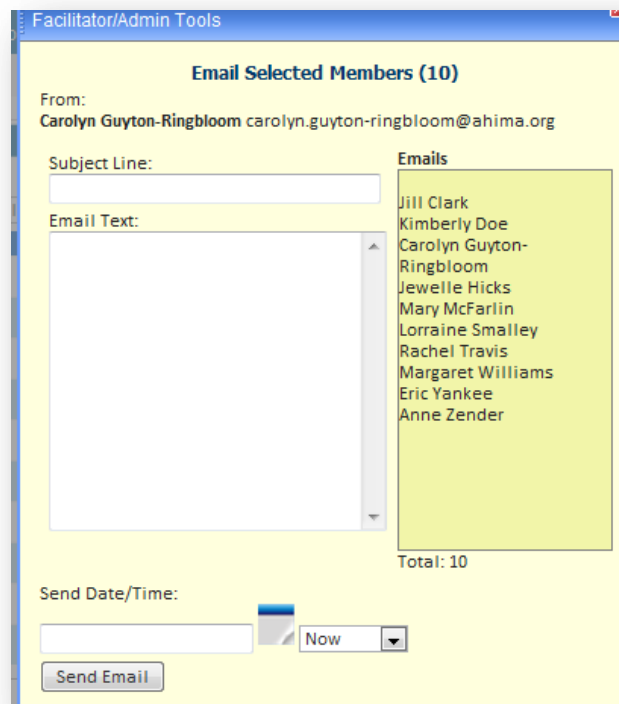 Facilitator/Admin Tools
Email Selected Members (10)
From:
Carolyn Guyton-Ringbloom carolyn.guyton-ringbloom@ahima.org
Subject Line:
Email Text:
Emails
Jill Clark
Kimberly Doe
Carolyn Guyton-
Ringbloom
Jewelle Hicks
Mary McFarlin
Lorraine Smalley
Rachel Travis
Margaret Williams
Eric Yankee
Anne Zender
Total: 10
Send Date/Time:
Now
Send Email